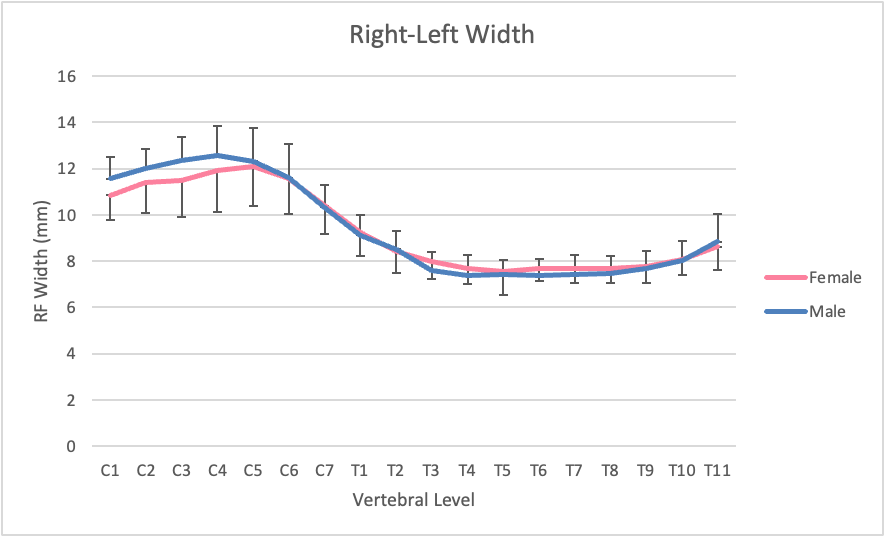 Right-Left Width
16
14
12
10
8
6
4
2
0
RF Width (mm)
C1 C2 C3 C4 C5 C6 C7 T1 T2 T3 T4 T5 T6 T7 T8 T9 T10 T11
Vertebral Level
Female
Male